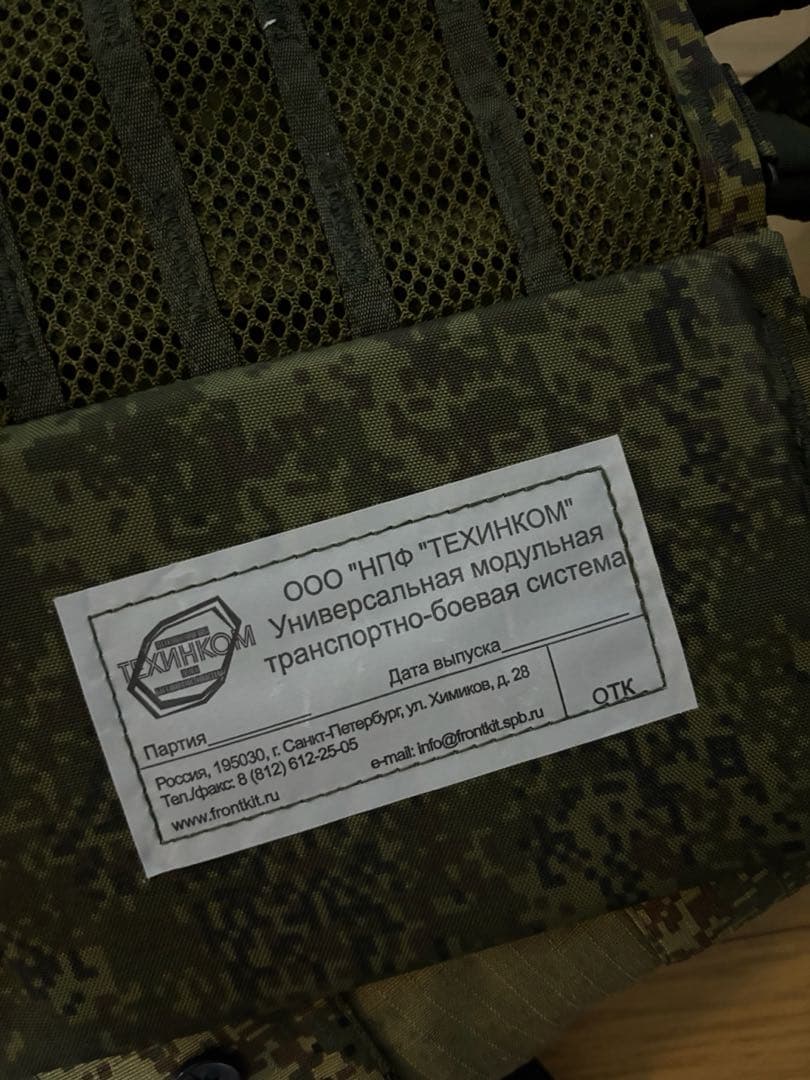 ООО "НПФ "ТЕХИНКОМ"
Универсальная модульная
транспортно-боевая система
ТЕХИНКОМ
Дата выпуска
Партия
Россия, 195030, г. Санкт-Петербург, ул. Химиков, д. 28
Тел./факс: 8 (812) 612-25-05
e-mail: info@frontkit.spb.ru
www.frontkit.ru
ОТК